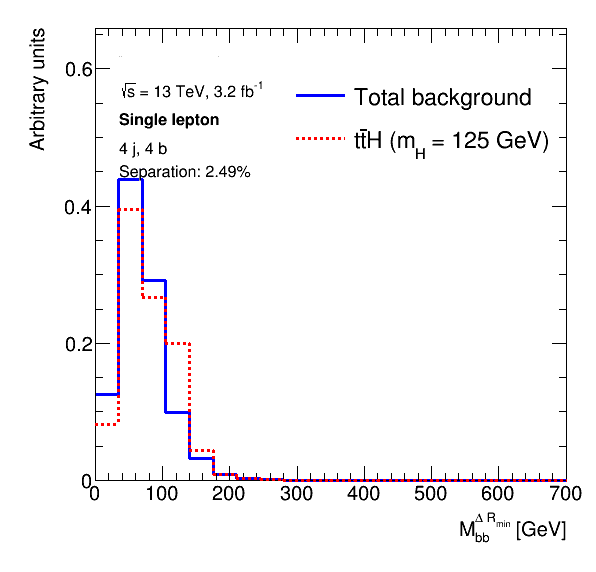 Arbitrary units
0.6
0.4
0.2
0
√s = 13 TeV, 3.2 fb⁻¹
Single lepton
4 j, 4 b
Separation: 2.49%
Total background
tt̄H (m_H = 125 GeV)
0 100 200 300 400 500 600 700
M_bb^ΔR_min [GeV]